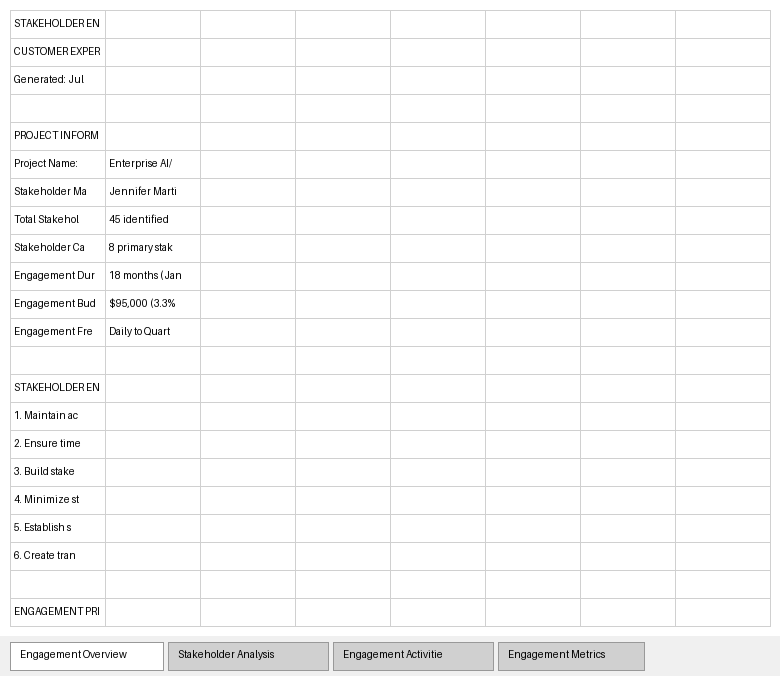 STAKEHOLDER EN
CUSTOMER EXPER
Generated: Jul
PROJECT INFORM
Project Name: Enterprise AI/
Stakeholder Ma Jennifer Marti
Total Stakehol 45 identified
Stakeholder Ca 8 primary stak
Engagement Dur 18 months (Jan
Engagement Bud $95,000 (3.3%
Engagement Fre Daily to Quart
STAKEHOLDER EN
1. Maintain ac
2. Ensure time
3. Build stake
4. Minimize st
5. Establish s
6. Create tran
ENGAGEMENT PRI
Engagement Overview Stakeholder Analysis Engagement Activitie Engagement Metrics